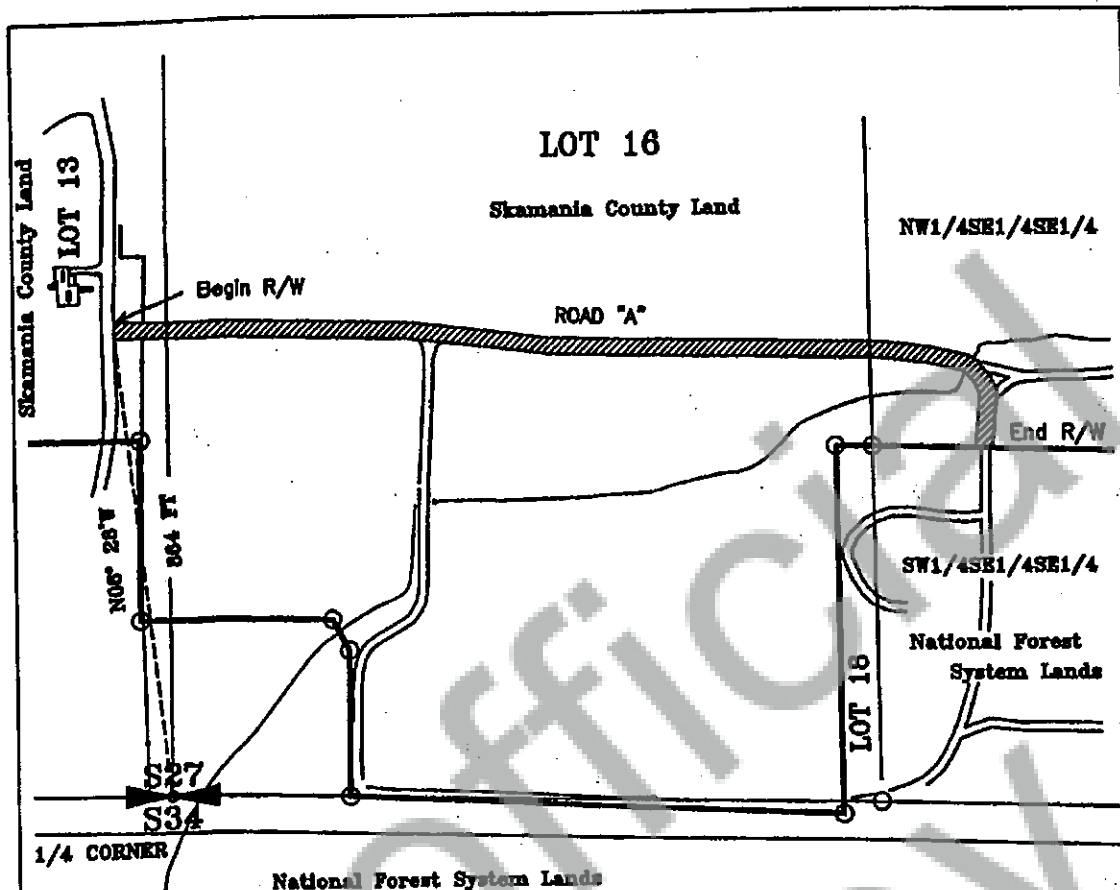 LOT 16
Skamania County Land
NW1/4SE1/4SE1/4
Skamania County Land
LOT 13
Begin R/W
ROAD "A"
End R/W
864 FT
SW1/4SE1/4SE1/4
National Forest
System Lands
LOT 18
S27
S34
1/4 CORNER
National Forest System Lands